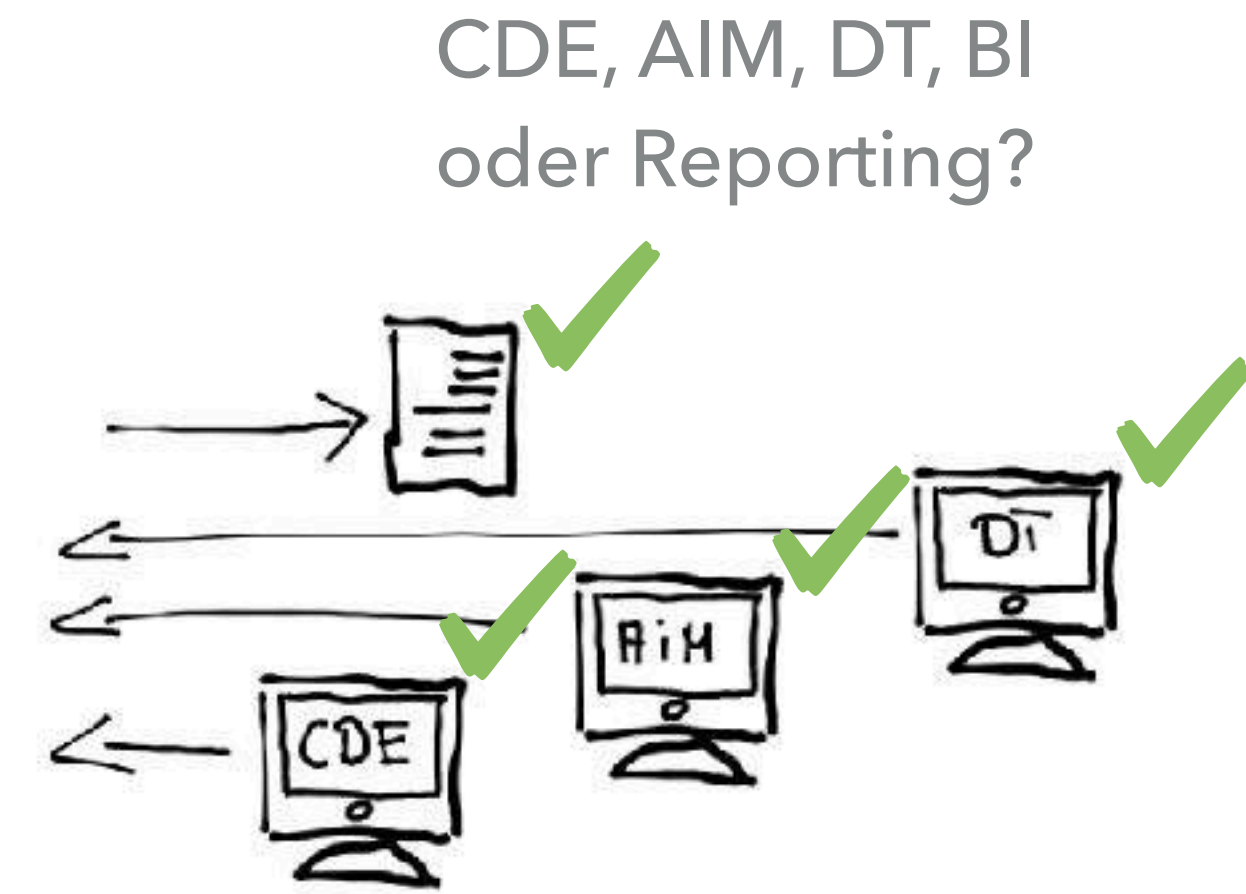 CDE, AIM, DT, BI
oder Reporting?
DT
AiM
CDE